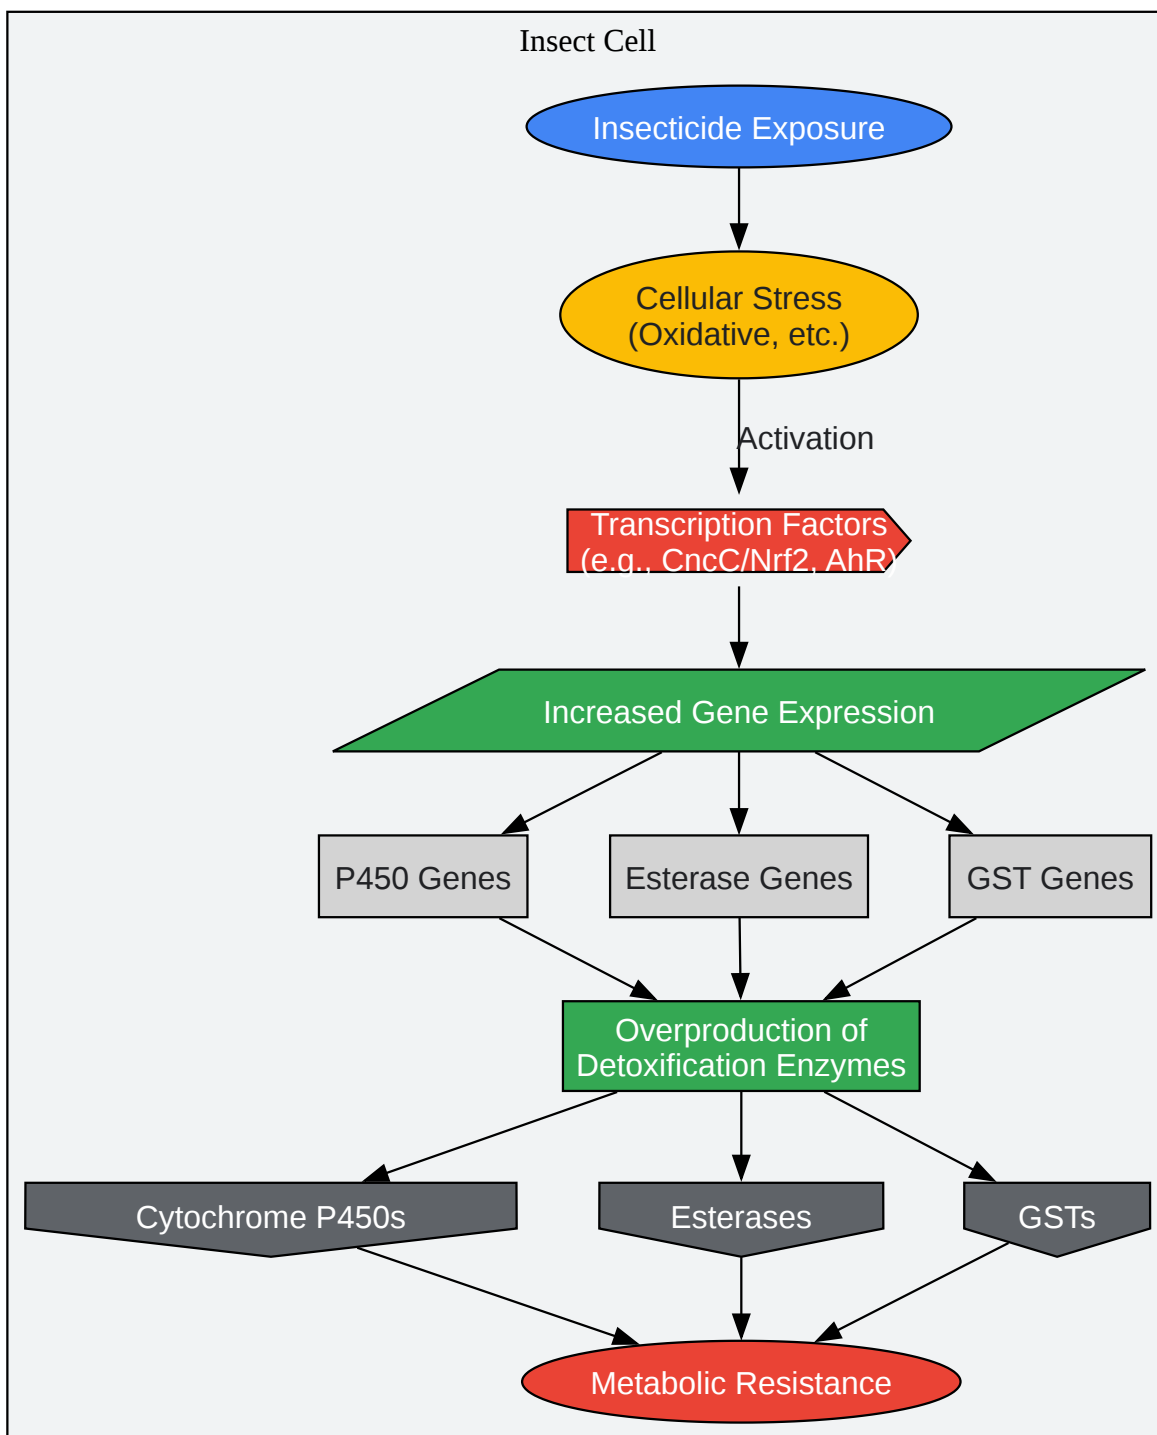 Insect Cell
Insecticide Exposure
Cellular Stress
(Oxidative, etc.)
Activation
Transcription Factors
(e.g., CncC/Nrf2, AhR)
Increased Gene Expression
P450 Genes
Esterase Genes
GST Genes
Overproduction of
Detoxification Enzymes
Cytochrome P450s
Esterases
GSTs
Metabolic Resistance